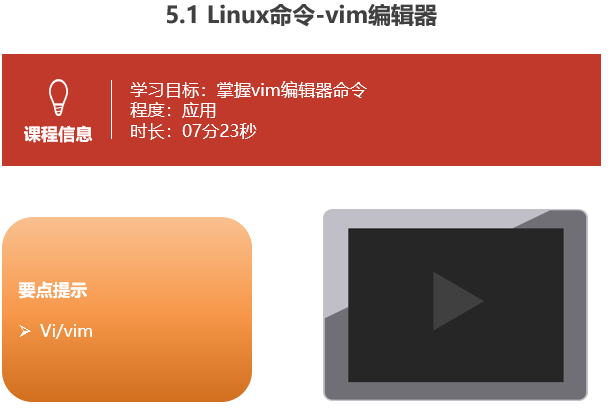 5.1 Linux命令-vim编辑器
学习目标：掌握vim编辑器命令
程度：应用
时长：07分23秒
课程信息
要点提示
➢ Vi/vim